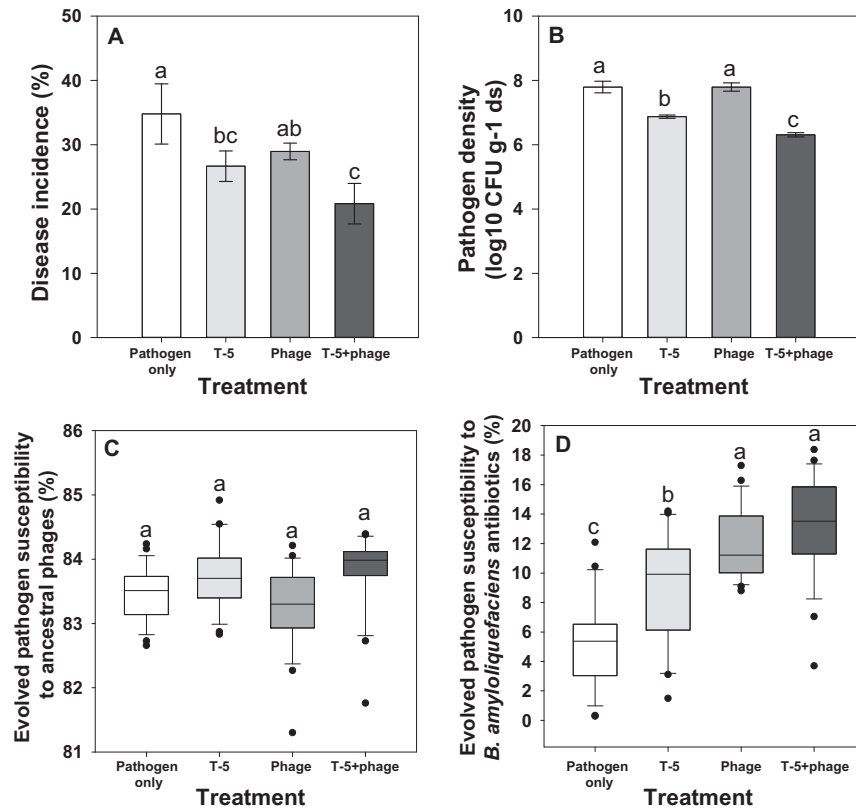 A
Disease incidence (%)
50
40
30
20
10
0
a
bc
ab
c
Pathogen
only
T-5
Phage
T-5+phage
Treatment
B
Pathogen density
(log10 CFU g-1 ds)
10
8
6
4
2
0
a
b
a
c
Pathogen
only
T-5
Phage
T-5+phage
Treatment
C
Evolved pathogen susceptibility
to ancestral phages (%)
86
85
84
83
82
81
a
a
a
a
Pathogen
only
T-5
Phage
T-5+phage
Treatment
D
Evolved pathogen susceptibility to
B. amyloliquefaciens antibiotics (%)
20
18
16
14
12
10
8
6
4
2
0
c
b
a
a
Pathogen
only
T-5
Phage
T-5+phage
Treatment